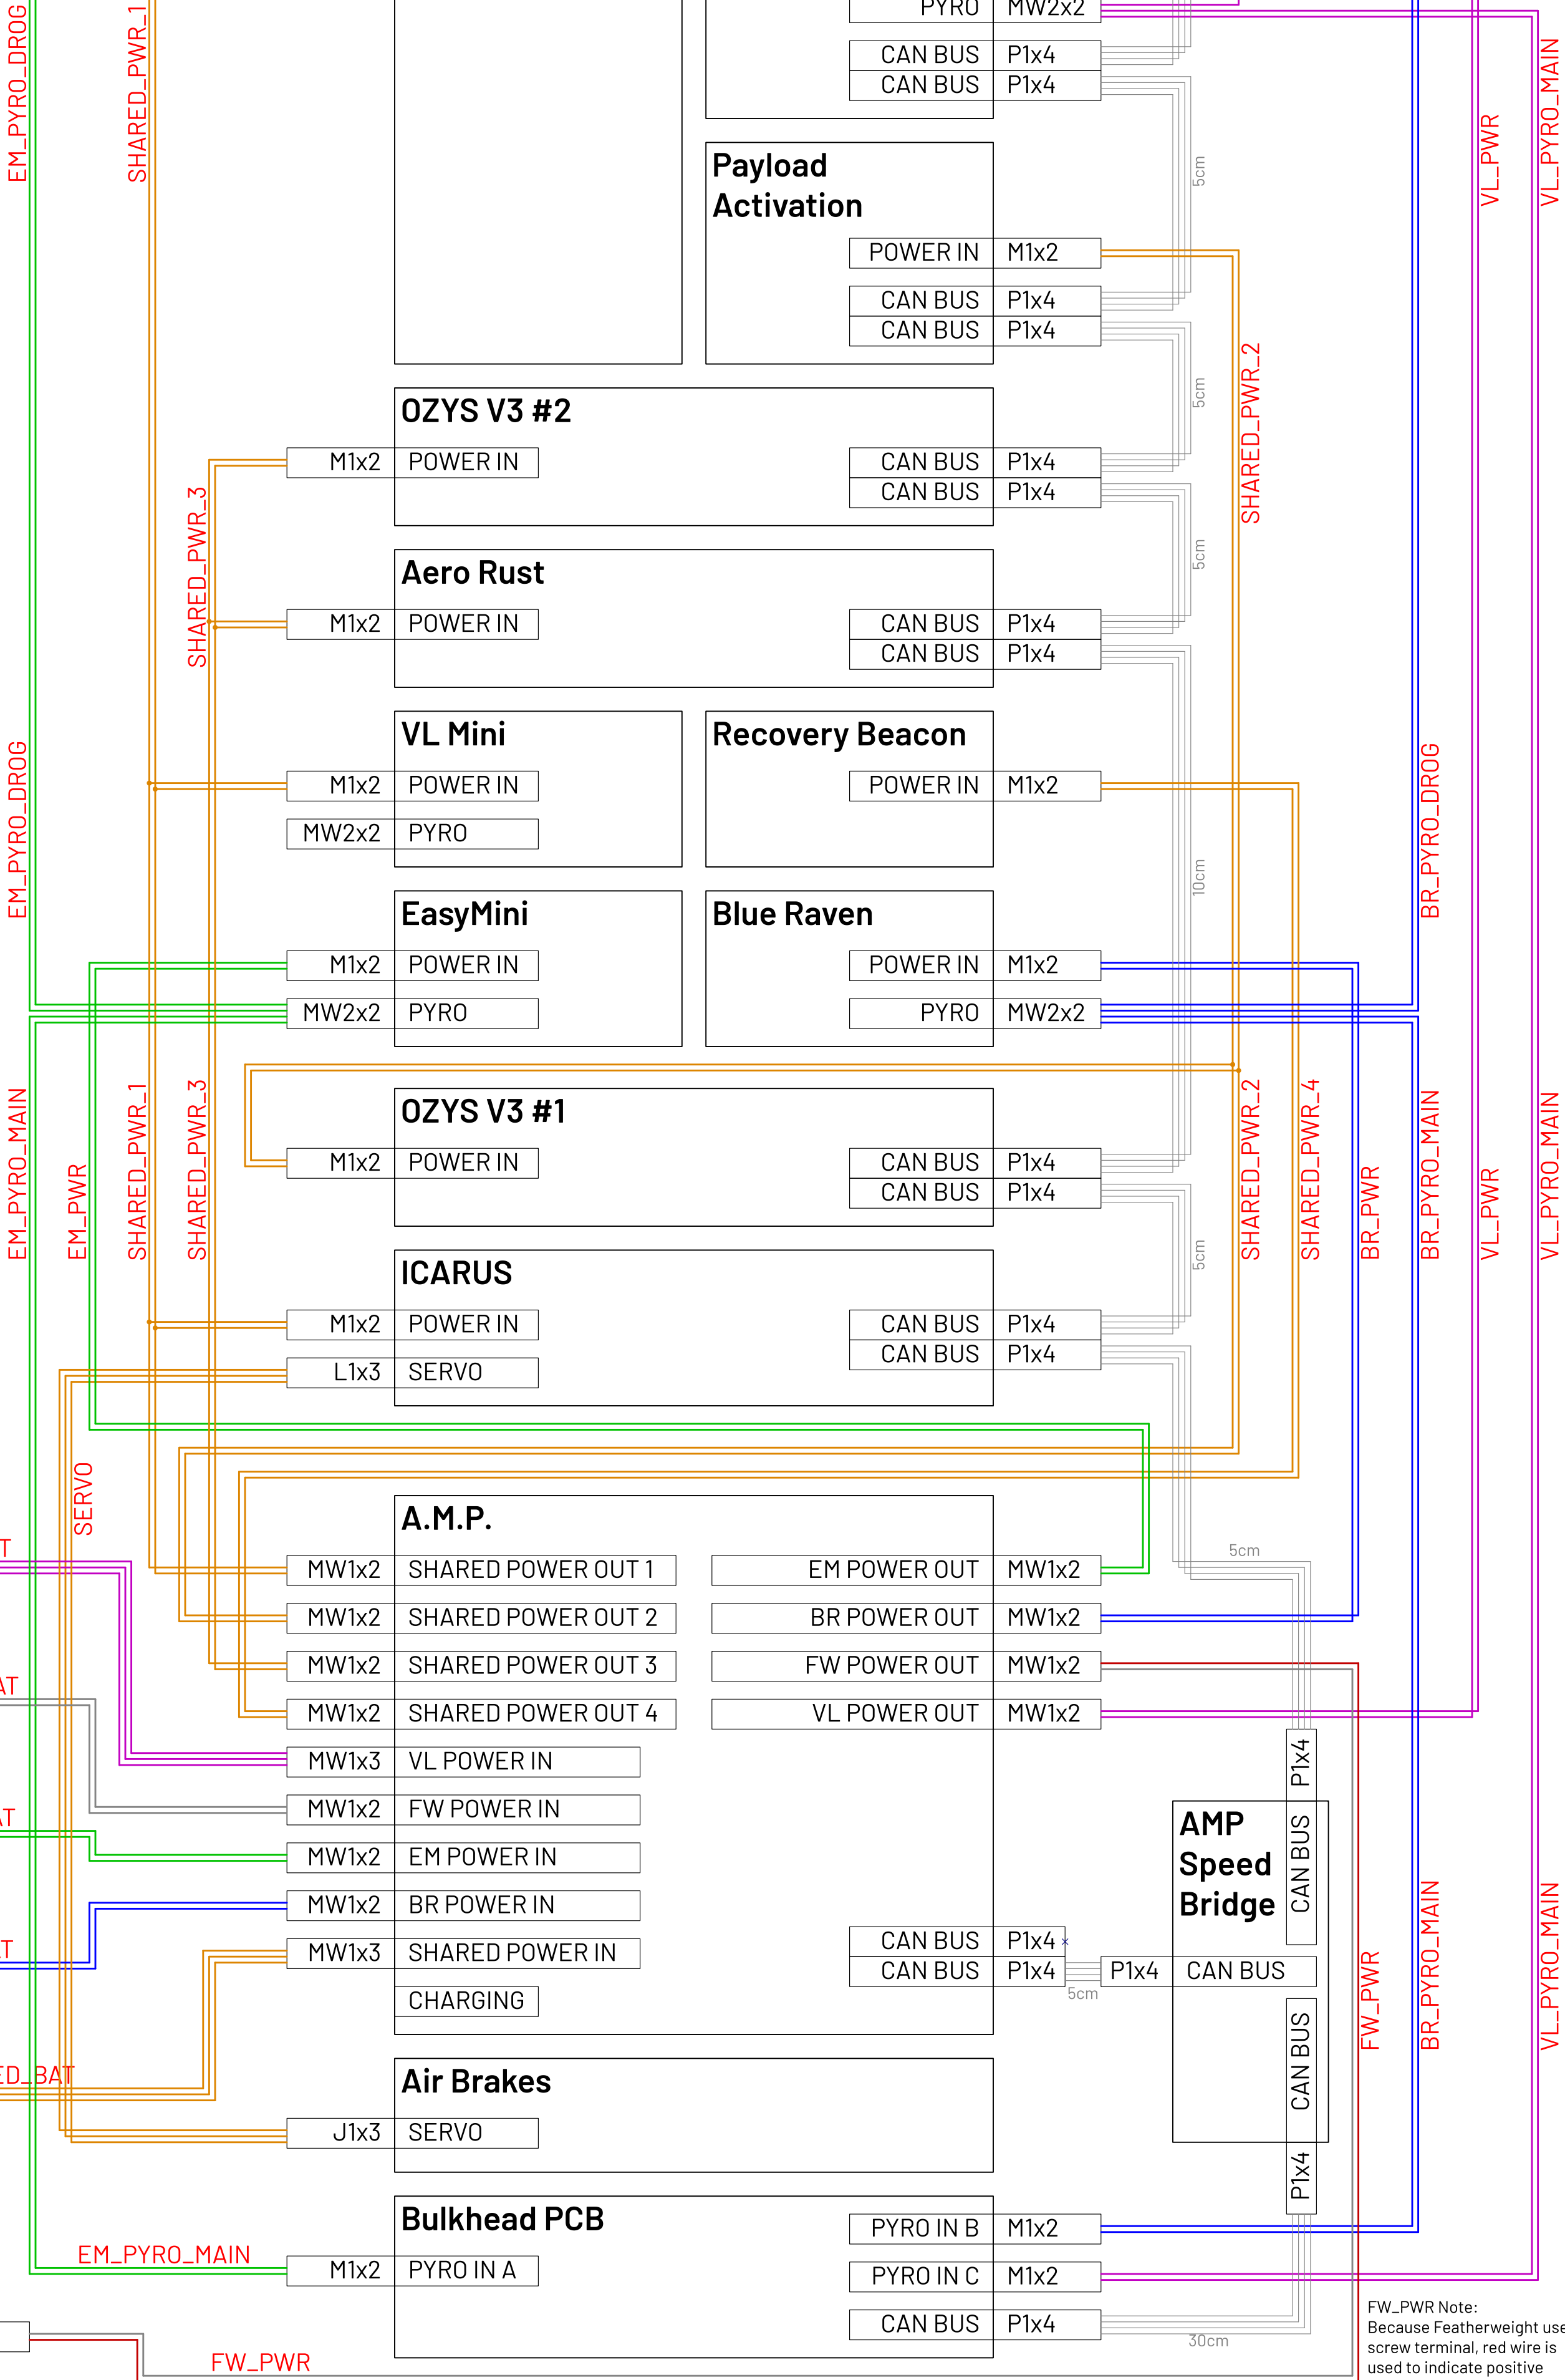 PYRO MW2x2
CAN BUS P1x4
CAN BUS P1x4
EM_PYRO_DROG
SHARED_PWR_1
VL_PWR
VL_PYRO_MAIN
5cm
Payload
Activation
POWER IN M1x2
CAN BUS P1x4
CAN BUS P1x4
5cm
SHARED_PWR_2
OZYS V3 #2
M1x2 POWER IN
CAN BUS P1x4
CAN BUS P1x4
SHARED_PWR_3
5cm
Aero Rust
M1x2 POWER IN
CAN BUS P1x4
CAN BUS P1x4
VL Mini
M1x2 POWER IN
MW2x2 PYRO
Recovery Beacon
POWER IN M1x2
EM_PYRO_DROG
10cm
BR_PYRO_DROG
EasyMini
M1x2 POWER IN
MW2x2 PYRO
Blue Raven
POWER IN M1x2
PYRO MW2x2
EM_PYRO_MAIN
EM_PWR
SHARED_PWR_1
SHARED_PWR_3
OZYS V3 #1
M1x2 POWER IN
CAN BUS P1x4
CAN BUS P1x4
5cm
SHARED_PWR_2
SHARED_PWR_4
BR_PWR
BR_PYRO_MAIN
VL_PWR
VL_PYRO_MAIN
ICARUS
M1x2 POWER IN
L1x3 SERVO
CAN BUS P1x4
CAN BUS P1x4
SERVO
5cm
A.M.P.
MW1x2 SHARED POWER OUT 1
MW1x2 SHARED POWER OUT 2
MW1x2 SHARED POWER OUT 3
MW1x2 SHARED POWER OUT 4
MW1x3 VL POWER IN
MW1x2 FW POWER IN
MW1x2 EM POWER IN
MW1x2 BR POWER IN
MW1x3 SHARED POWER IN
CHARGING
EM POWER OUT MW1x2
BR POWER OUT MW1x2
FW POWER OUT MW1x2
VL POWER OUT MW1x2
CAN BUS P1x4
CAN BUS P1x4
5cm
T
AT
AT
T
ED_BAT
AMP
Speed
Bridge
P1x4 CAN BUS
P1x4 CAN BUS
CAN BUS P1x4
FW_PWR
BR_PYRO_MAIN
VL_PYRO_MAIN
Air Brakes
J1x3 SERVO
Bulkhead PCB
M1x2 PYRO IN A
PYRO IN B M1x2
PYRO IN C M1x2
CAN BUS P1x4
30cm
EM_PYRO_MAIN
FW_PWR
FW_PWR Note:
Because Featherweight use
screw terminal, red wire is
used to indicate positive